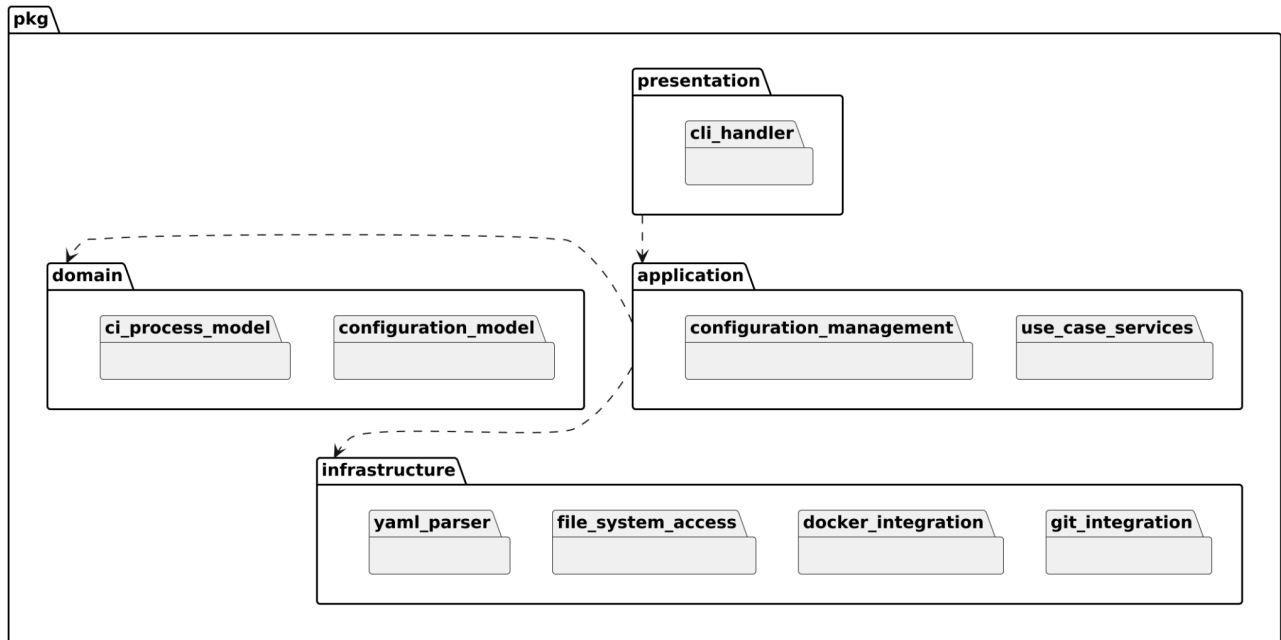 pkg
presentation
cli_handler
domain
ci_process_model
configuration_model
application
configuration_management
use_case_services
infrastructure
yaml_parser
file_system_access
docker_integration
git_integration